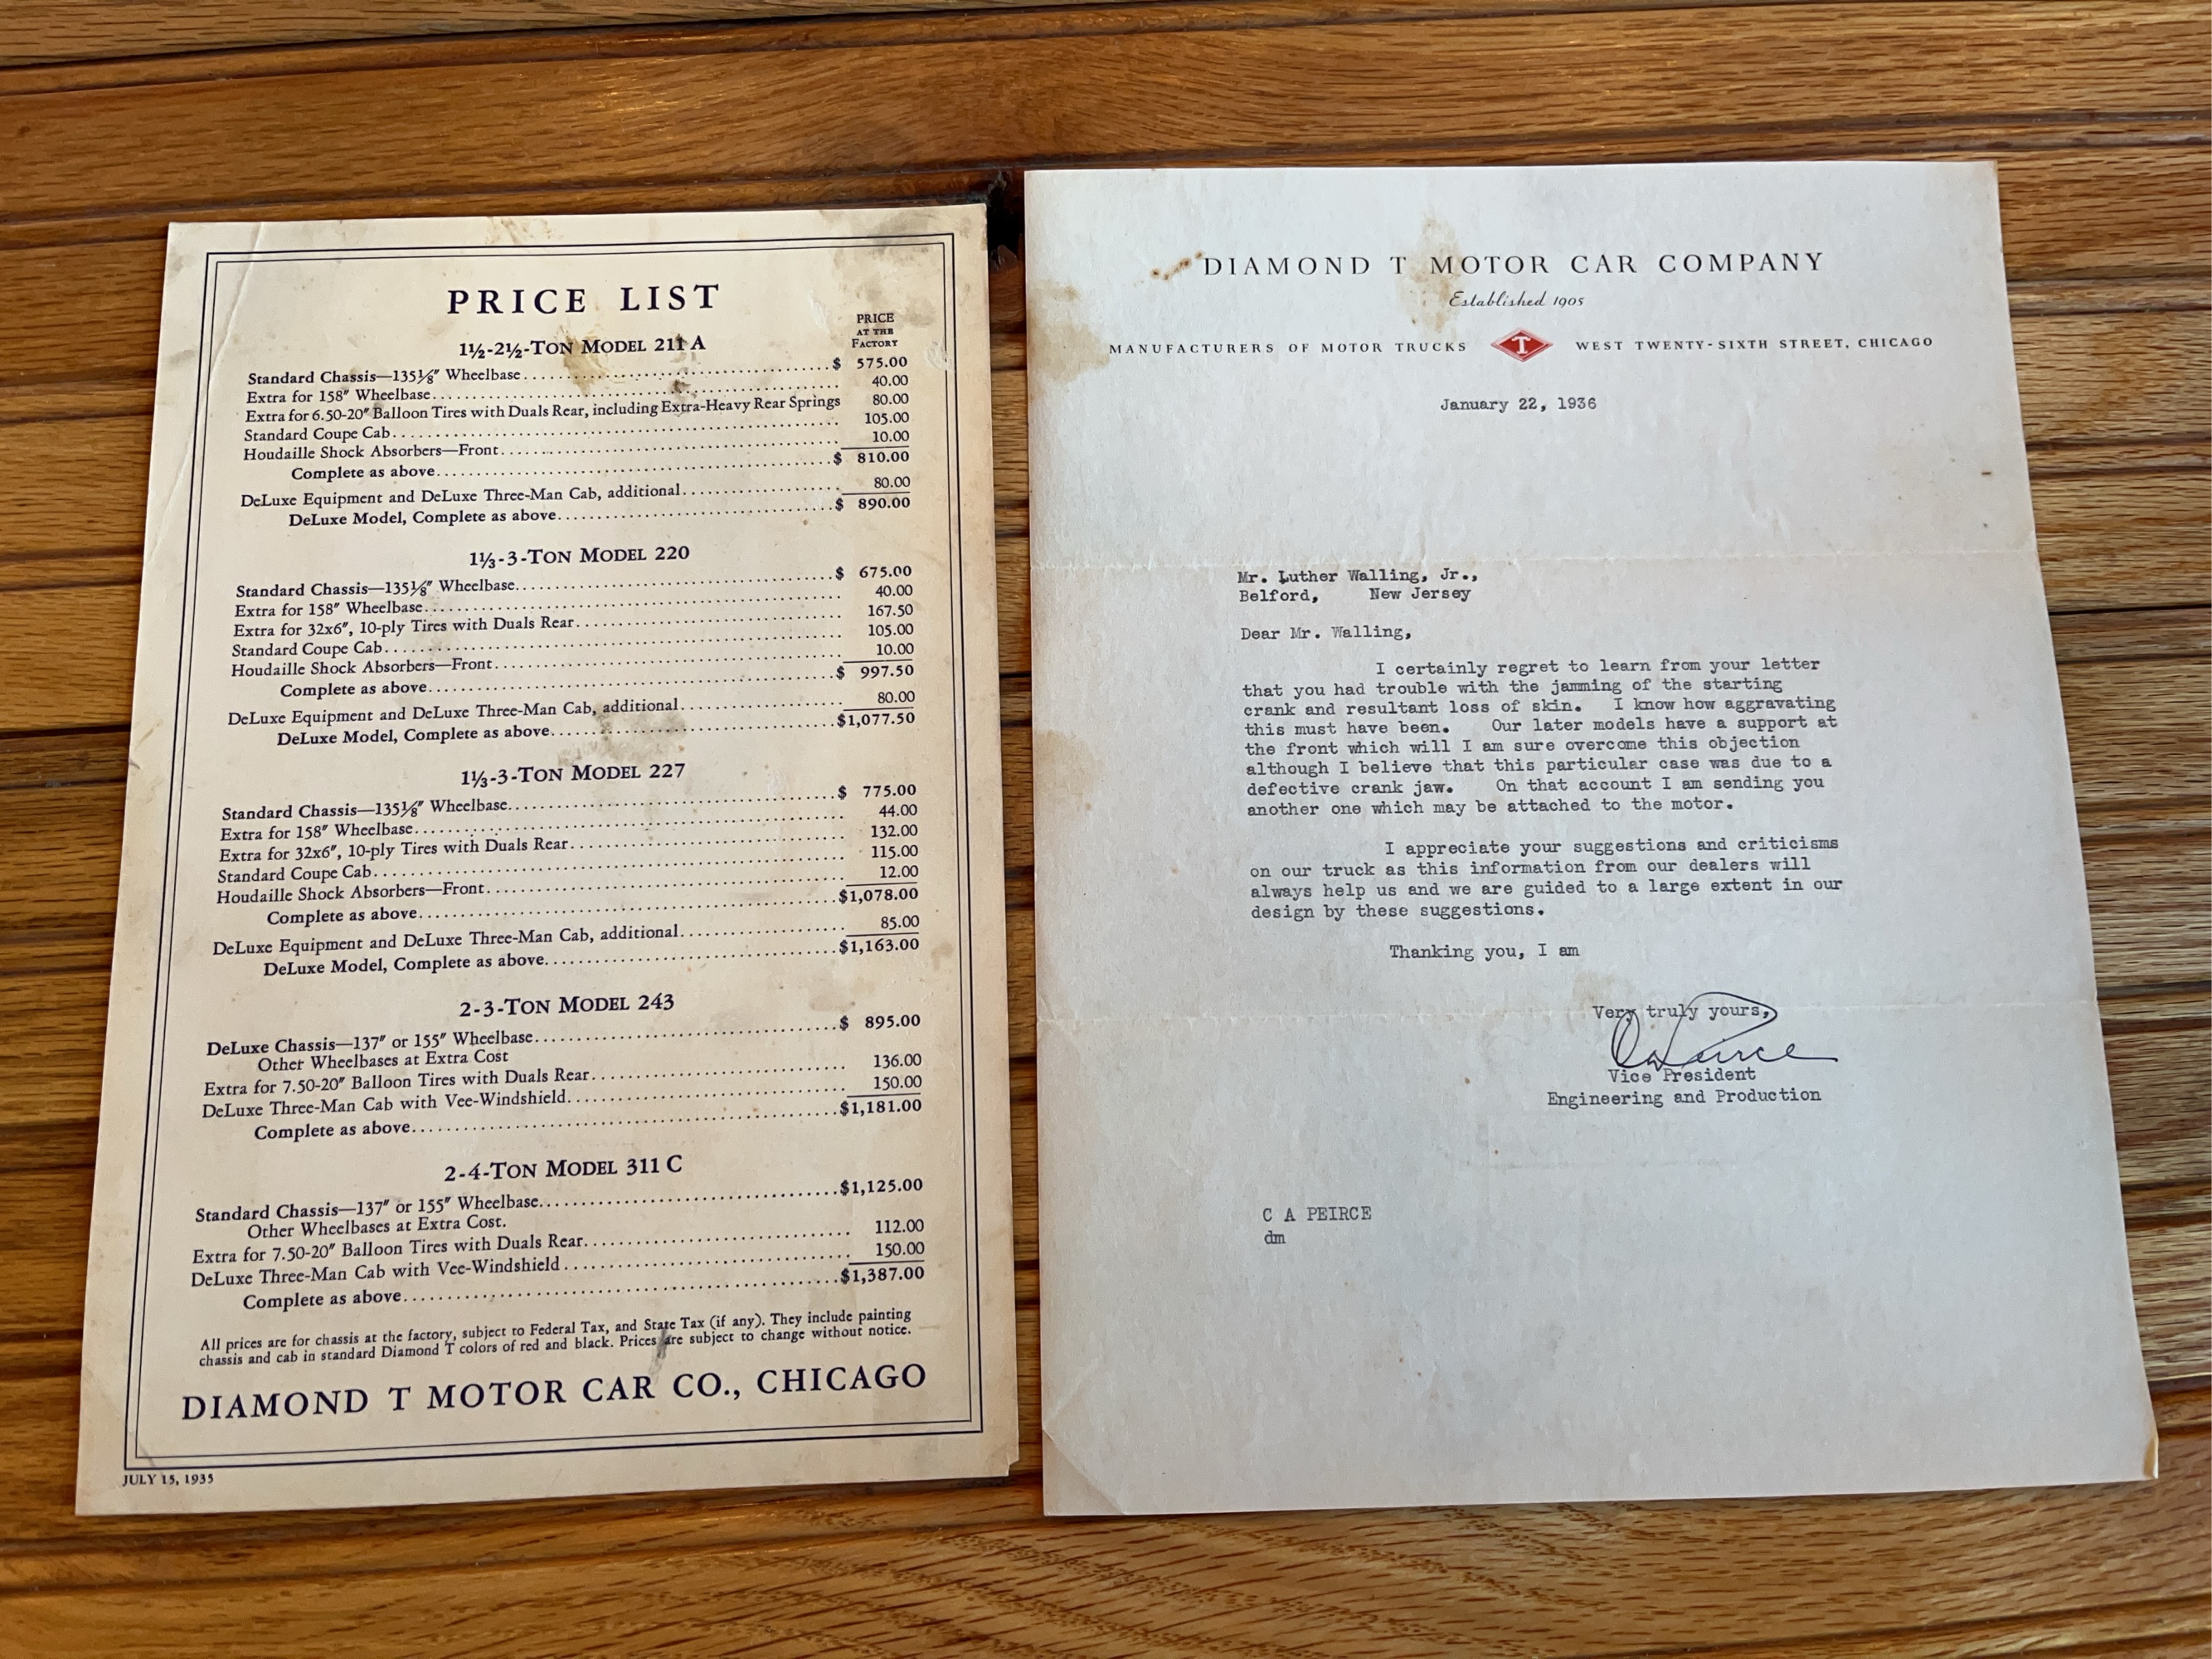 PRICE LIST
PRICE
AT THE
FACTORY
1½-2½-TON MODEL 211 A
Standard Chassis—135⅛″ Wheelbase..............................$ 575.00
Extra for 158″ Wheelbase.............................. 40.00
Extra for 6.50-20″ Balloon Tires with Duals Rear, including Extra-Heavy Rear Springs 80.00
Standard Coupe Cab.............................. 105.00
Houdaille Shock Absorbers—Front.............................. 10.00
Complete as above..............................$ 810.00
DeLuxe Equipment and DeLuxe Three-Man Cab, additional.................... 80.00
DeLuxe Model, Complete as above..............................$ 890.00
1⅓-3-TON MODEL 220
Standard Chassis—135⅛″ Wheelbase..............................$ 675.00
Extra for 158″ Wheelbase.............................. 40.00
Extra for 32x6″, 10-ply Tires with Duals Rear.............................. 167.50
Standard Coupe Cab.............................. 105.00
Houdaille Shock Absorbers—Front.............................. 10.00
Complete as above..............................$ 997.50
DeLuxe Equipment and DeLuxe Three-Man Cab, additional.................... 80.00
DeLuxe Model, Complete as above..............................$1,077.50
1⅓-3-TON MODEL 227
Standard Chassis—135⅛″ Wheelbase..............................$ 775.00
Extra for 158″ Wheelbase.............................. 44.00
Extra for 32x6″, 10-ply Tires with Duals Rear.............................. 132.00
Standard Coupe Cab.............................. 115.00
Houdaille Shock Absorbers—Front.............................. 12.00
Complete as above..............................$1,078.00
DeLuxe Equipment and DeLuxe Three-Man Cab, additional.................... 85.00
DeLuxe Model, Complete as above..............................$1,163.00
2-3-TON MODEL 243
DeLuxe Chassis—137″ or 155″ Wheelbase..............................$ 895.00
Other Wheelbases at Extra Cost
Extra for 7.50-20″ Balloon Tires with Duals Rear.............................. 136.00
DeLuxe Three-Man Cab with Vee-Windshield.............................. 150.00
Complete as above..............................$1,181.00
2-4-TON MODEL 311 C
Standard Chassis—137″ or 155″ Wheelbase..............................$1,125.00
Other Wheelbases at Extra Cost.
Extra for 7.50-20″ Balloon Tires with Duals Rear.............................. 112.00
DeLuxe Three-Man Cab with Vee-Windshield.............................. 150.00
Complete as above..............................$1,387.00
All prices are for chassis at the factory, subject to Federal Tax, and State Tax (if any). They include painting
chassis and cab in standard Diamond T colors of red and black. Prices are subject to change without notice.
DIAMOND T MOTOR CAR CO., CHICAGO
JULY 15, 1935
DIAMOND T MOTOR CAR COMPANY
Established 1905
MANUFACTURERS OF MOTOR TRUCKS T WEST TWENTY-SIXTH STREET, CHICAGO
January 22, 1936
Mr. Luther Walling, Jr.,
Belford, New Jersey
Dear Mr. Walling,
I certainly regret to learn from your letter
that you had trouble with the jamming of the starting
crank and resultant loss of skin. I know how aggravating
this must have been. Our later models have a support at
the front which will I am sure overcome this objection
although I believe that this particular case was due to a
defective crank jaw. On that account I am sending you
another one which may be attached to the motor.
I appreciate your suggestions and criticisms
on our truck as this information from our dealers will
always help us and we are guided to a large extent in our
design by these suggestions.
Thanking you, I am
Very truly yours,
CA Peirce
Vice President
Engineering and Production
C A PEIRCE
dm